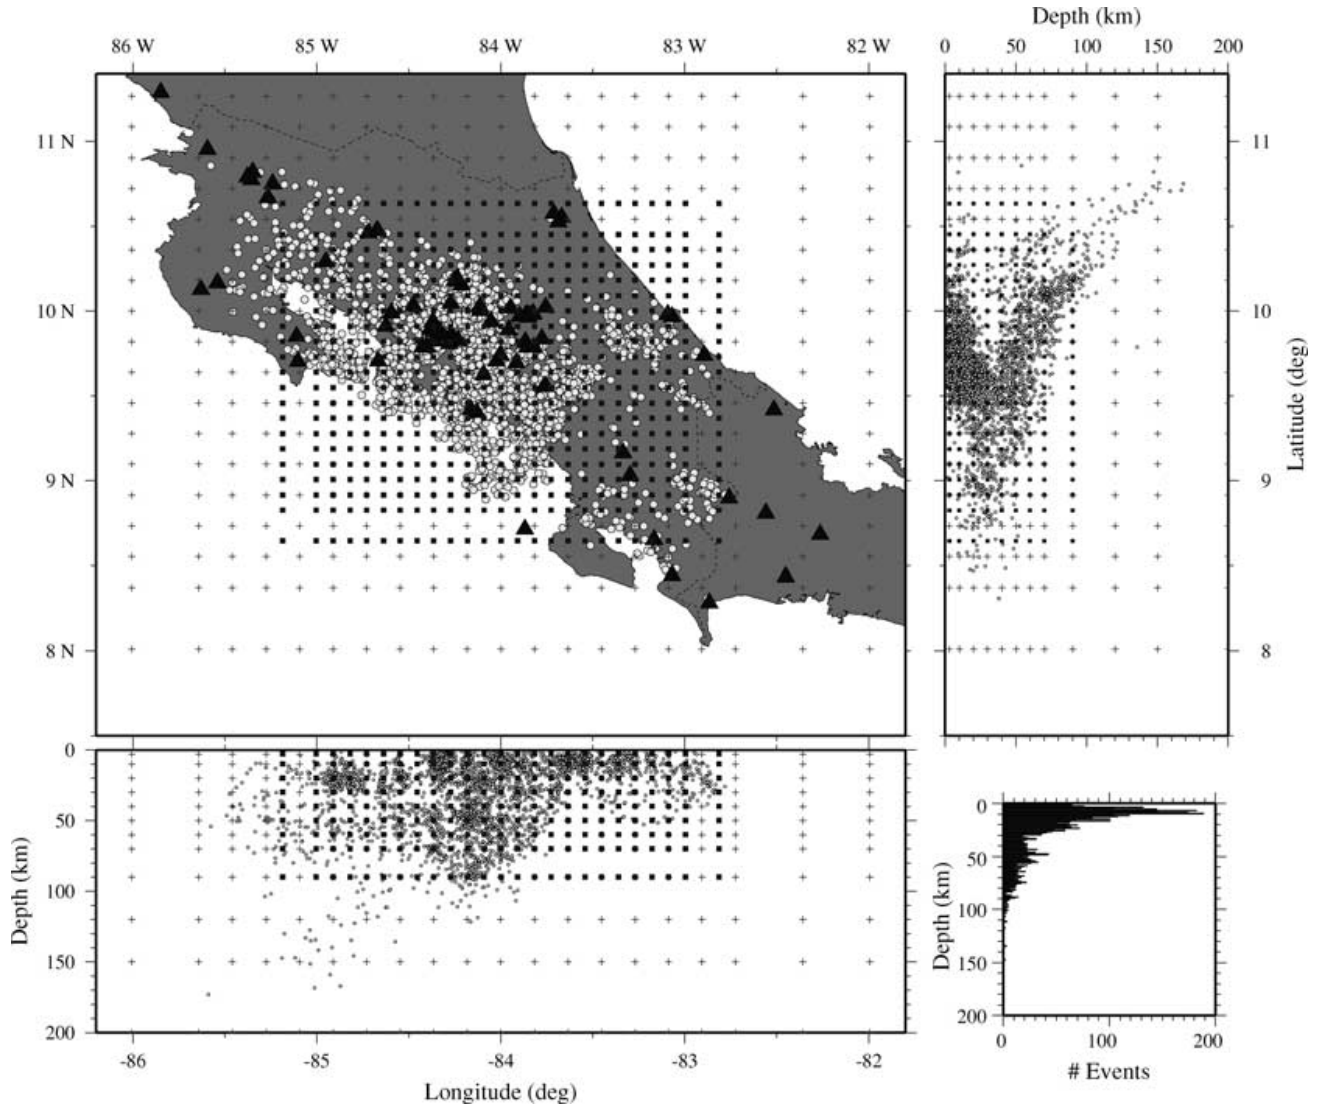 Depth (km)
86 W 85 W 84 W 83 W 82 W 0 50 100 150 200
11 N 11
10 N 10
Latitude (deg)
9 N 9
8 N 8
0
50
100
150
200
Depth (km)
-86 -85 -84 -83 -82
Longitude (deg)
0
50
100
150
200
Depth (km)
0 100 200
# Events